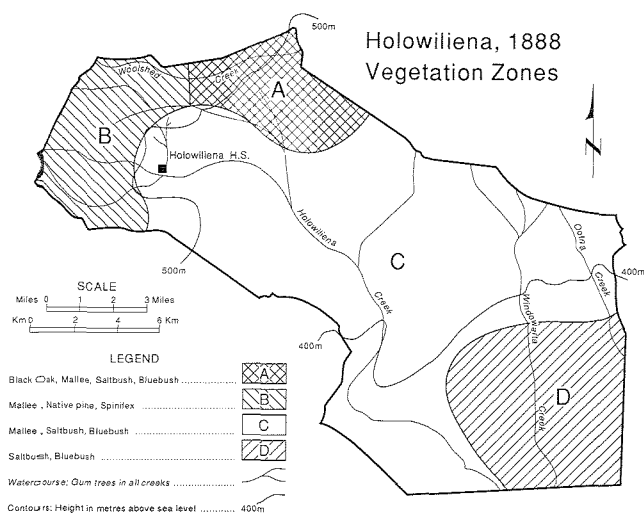 Holowiliena, 1888
Vegetation Zones
500m
Woolshed Creek
A
B
N
Holowiliena H.S.
Holowiliena Creek
C
500m
Ootna Creek
400m
Windowarta Creek
400m
D
SCALE
Miles 0 1 2 3 Miles
Km 0 2 4 6 Km
LEGEND
Black Oak, Mallee, Saltbush, Bluebush ............ A
Mallee, Native pine, Spinifex ............ B
Mallee, Saltbush, Bluebush ............ C
Saltbush, Bluebush ............ D
Watercourse: Gum trees in all creeks ............
Contours: Height in metres above sea level ........ 400m